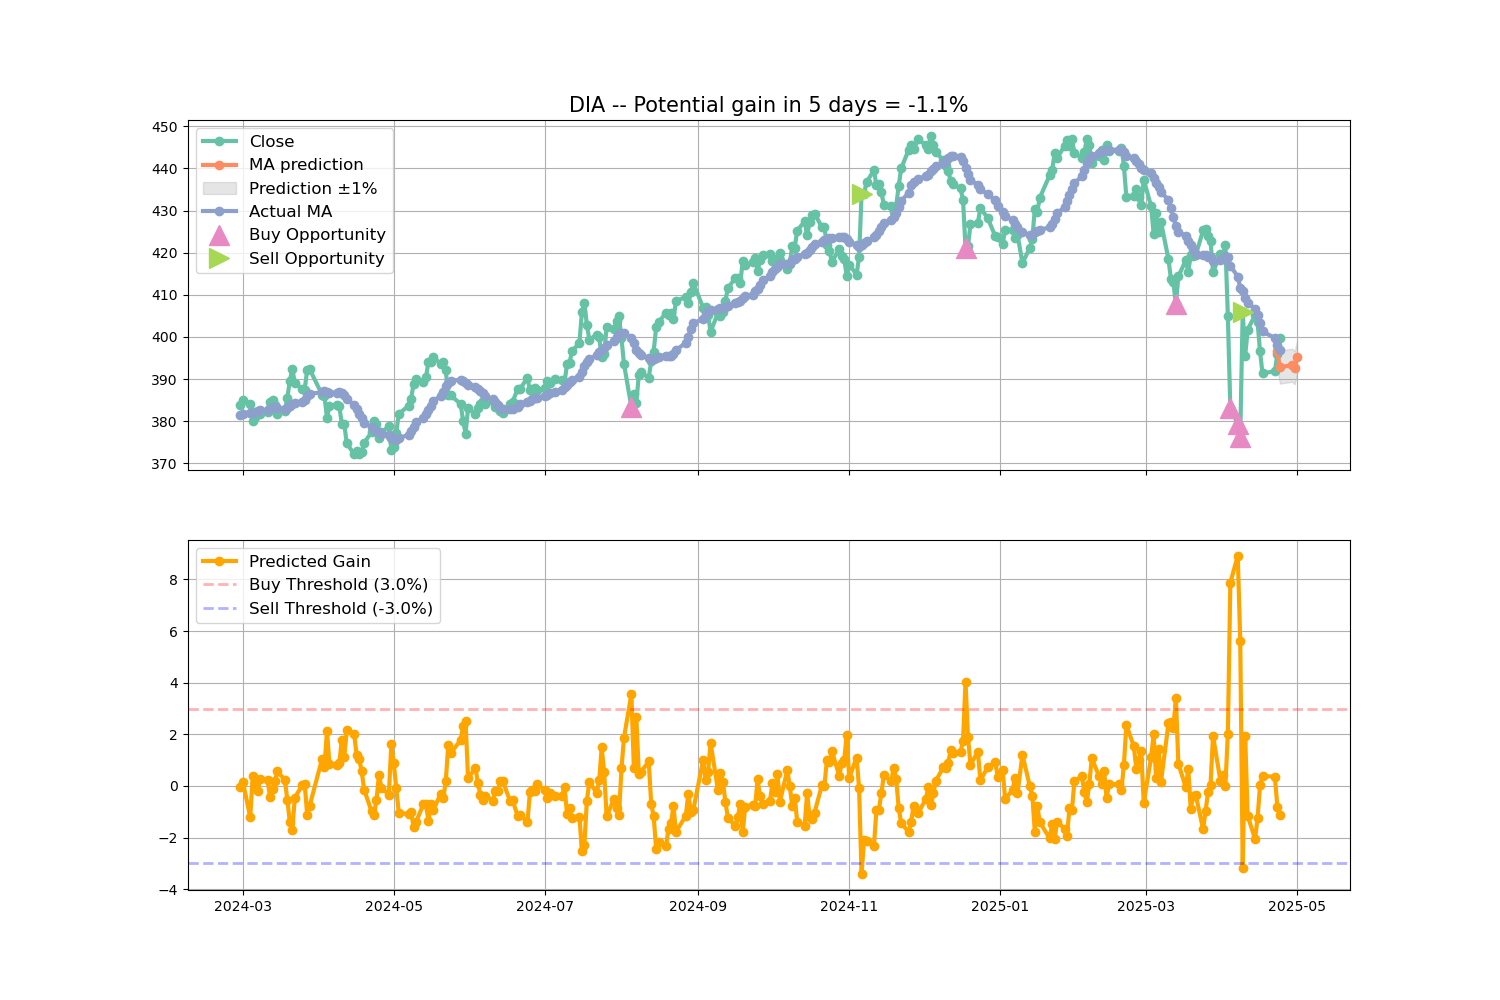 DIA -- Potential gain in 5 days = -1.1%
450
440
430
420
410
400
390
380
370
Close
MA prediction
Prediction ±1%
Actual MA
Buy Opportunity
Sell Opportunity
8
6
4
2
0
−2
−4
Predicted Gain
Buy Threshold (3.0%)
Sell Threshold (-3.0%)
2024-03
2024-05
2024-07
2024-09
2024-11
2025-01
2025-03
2025-05